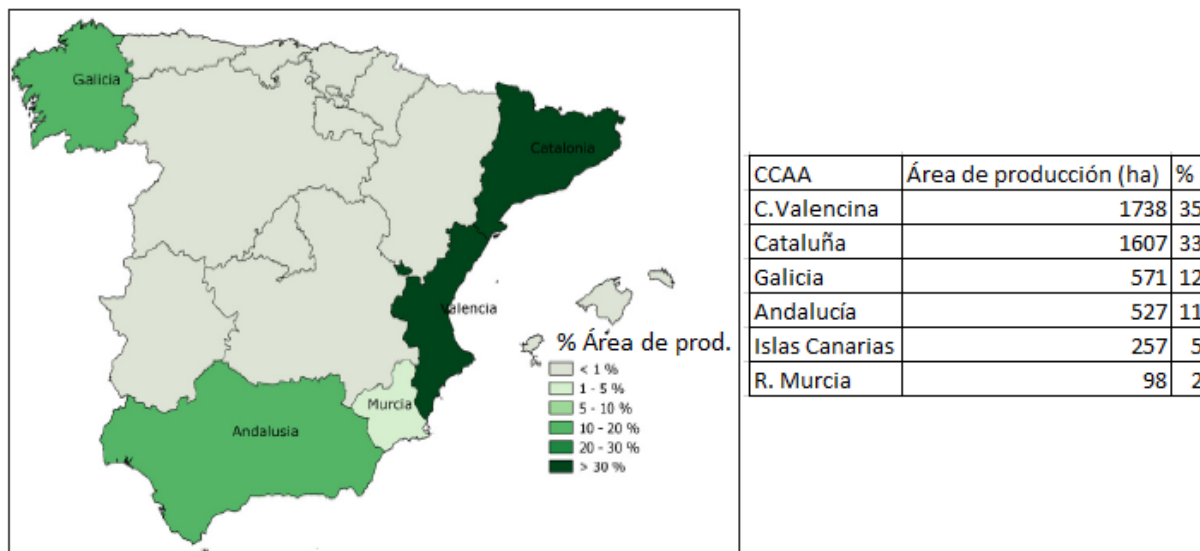 Galicia
Catalonia
Valencia
Murcia
Andalusia
% Área de prod.
< 1 %
1 - 5 %
5 - 10 %
10 - 20 %
20 - 30 %
> 30 %
CCAA Área de producción (ha) %
C.Valencina 1738 35
Cataluña 1607 33
Galicia 571 12
Andalucía 527 11
Islas Canarias 257 5
R. Murcia 98 2